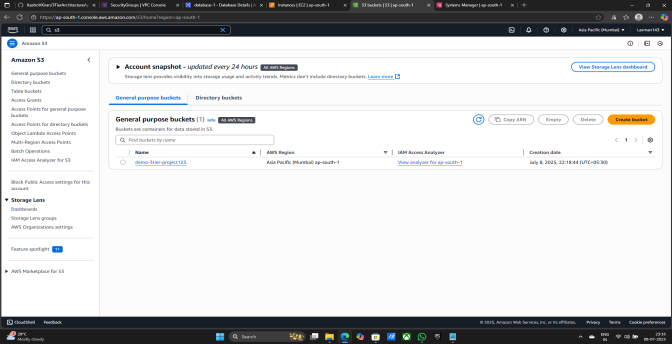 SecurityGroups | VPC Console
database-1 - Database Details | A
Instances | EC2 | ap-south-1
S3 buckets | S3 | ap-south-1
Systems Manager | ap-south-1
https://ap-south-1.console.aws.amazon.com/s3/home?region=ap-south-1
aws
s3
Asia Pacific (Mumbai)
Laxman143
Amazon S3
Amazon S3
General purpose buckets
Directory buckets
Table buckets
Access Grants
Access Points for general purpose buckets
Access Points for directory buckets
Object Lambda Access Points
Multi-Region Access Points
Batch Operations
IAM Access Analyzer for S3
Block Public Access settings for this account
Storage Lens
Dashboards
Storage Lens groups
AWS Organizations settings
Feature spotlight 11
AWS Marketplace for S3
Account snapshot - updated every 24 hours All AWS Regions
Storage lens provides visibility into storage usage and activity trends. Metrics don't include directory buckets. Learn more
View Storage Lens dashboard
General purpose buckets
Directory buckets
General purpose buckets (1) Info All AWS Regions
Buckets are containers for data stored in S3.
Copy ARN
Empty
Delete
Create bucket
Find buckets by name
1
Name
AWS Region
IAM Access Analyzer
Creation date
demo-3tier-project123
Asia Pacific (Mumbai) ap-south-1
View analyzer for ap-south-1
July 8, 2025, 22:18:44 (UTC+05:30)
CloudShell
Feedback
© 2025, Amazon Web Services, Inc. or its affiliates.
Privacy
Terms
Cookie preferences
29°C
Mostly cloudy
Search
ENG
IN
08-07-2025